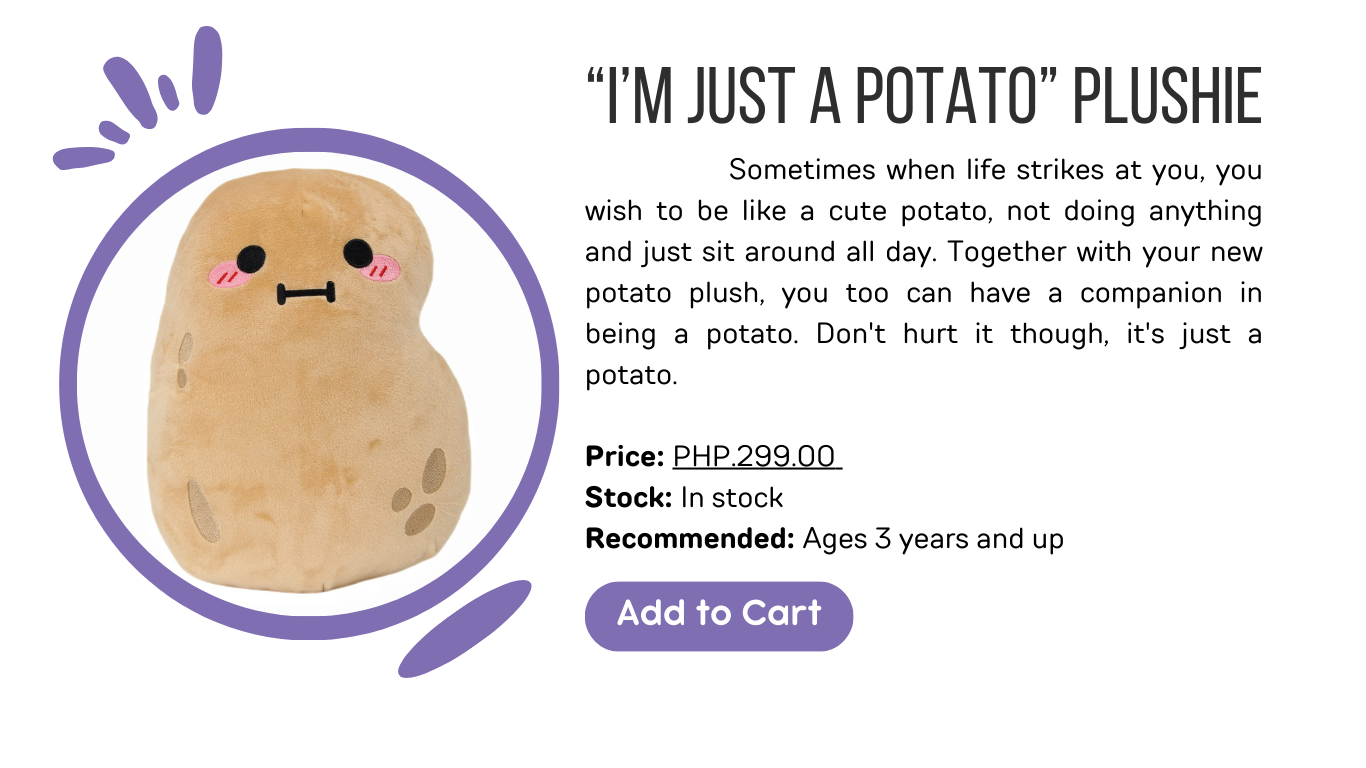 “I’M JUST A POTATO” PLUSHIE
Sometimes when life strikes at you, you
wish to be like a cute potato, not doing anything
and just sit around all day. Together with your new
potato plush, you too can have a companion in
being a potato. Don't hurt it though, it's just a
potato.
Price: PHP.299.00
Stock: In stock
Recommended: Ages 3 years and up
Add to Cart